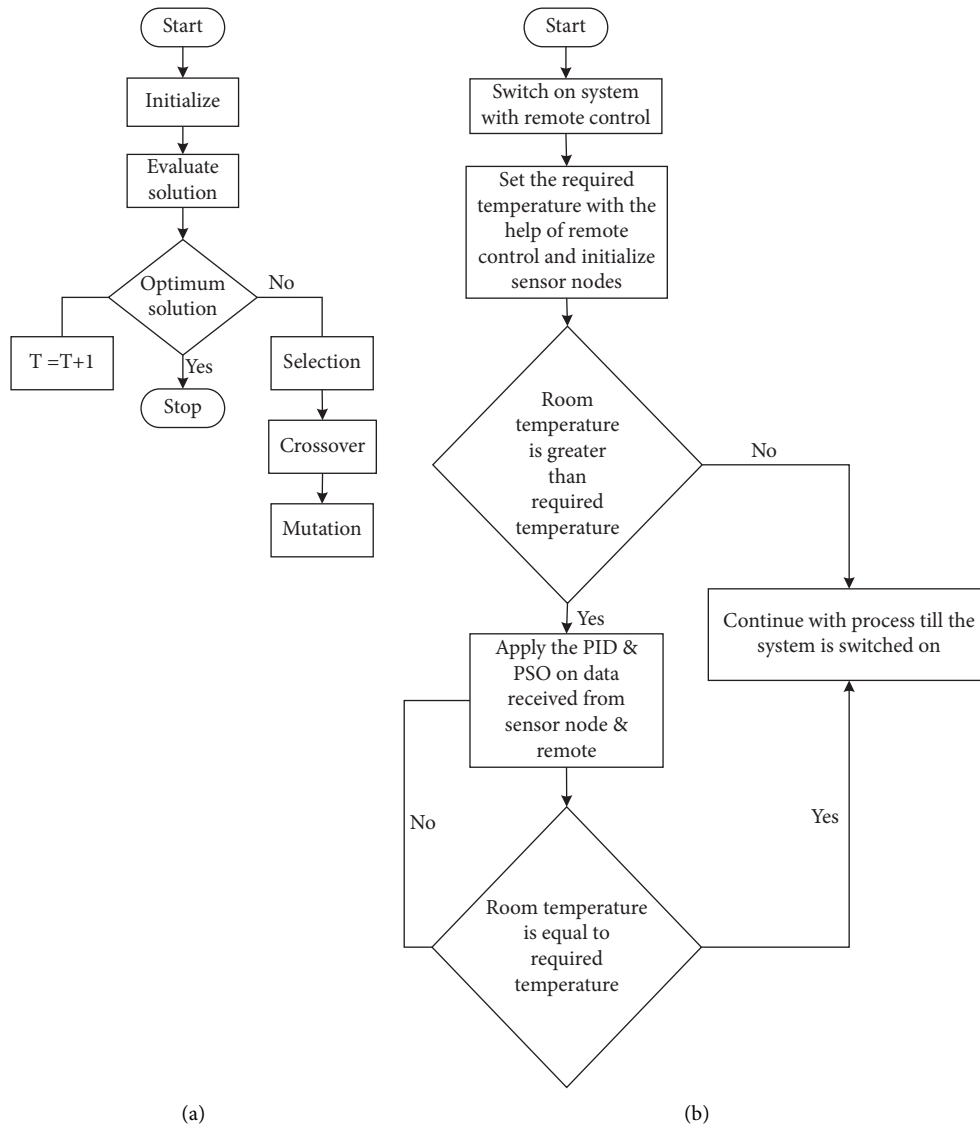 Start
Initialize
Evaluate
solution
Optimum
solution
No
T =T+1
Yes
Stop
Selection
Crossover
Mutation
(a)
Start
Switch on system
with remote control
Set the required
temperature with the
help of remote
control and initialize
sensor nodes
Room
temperature
is greater
than
required
temperature
No
Yes
Continue with process till the
system is switched on
Apply the PID &
PSO on data
received from
sensor node &
remote
No
Yes
Room temperature
is equal to
required
temperature
(b)